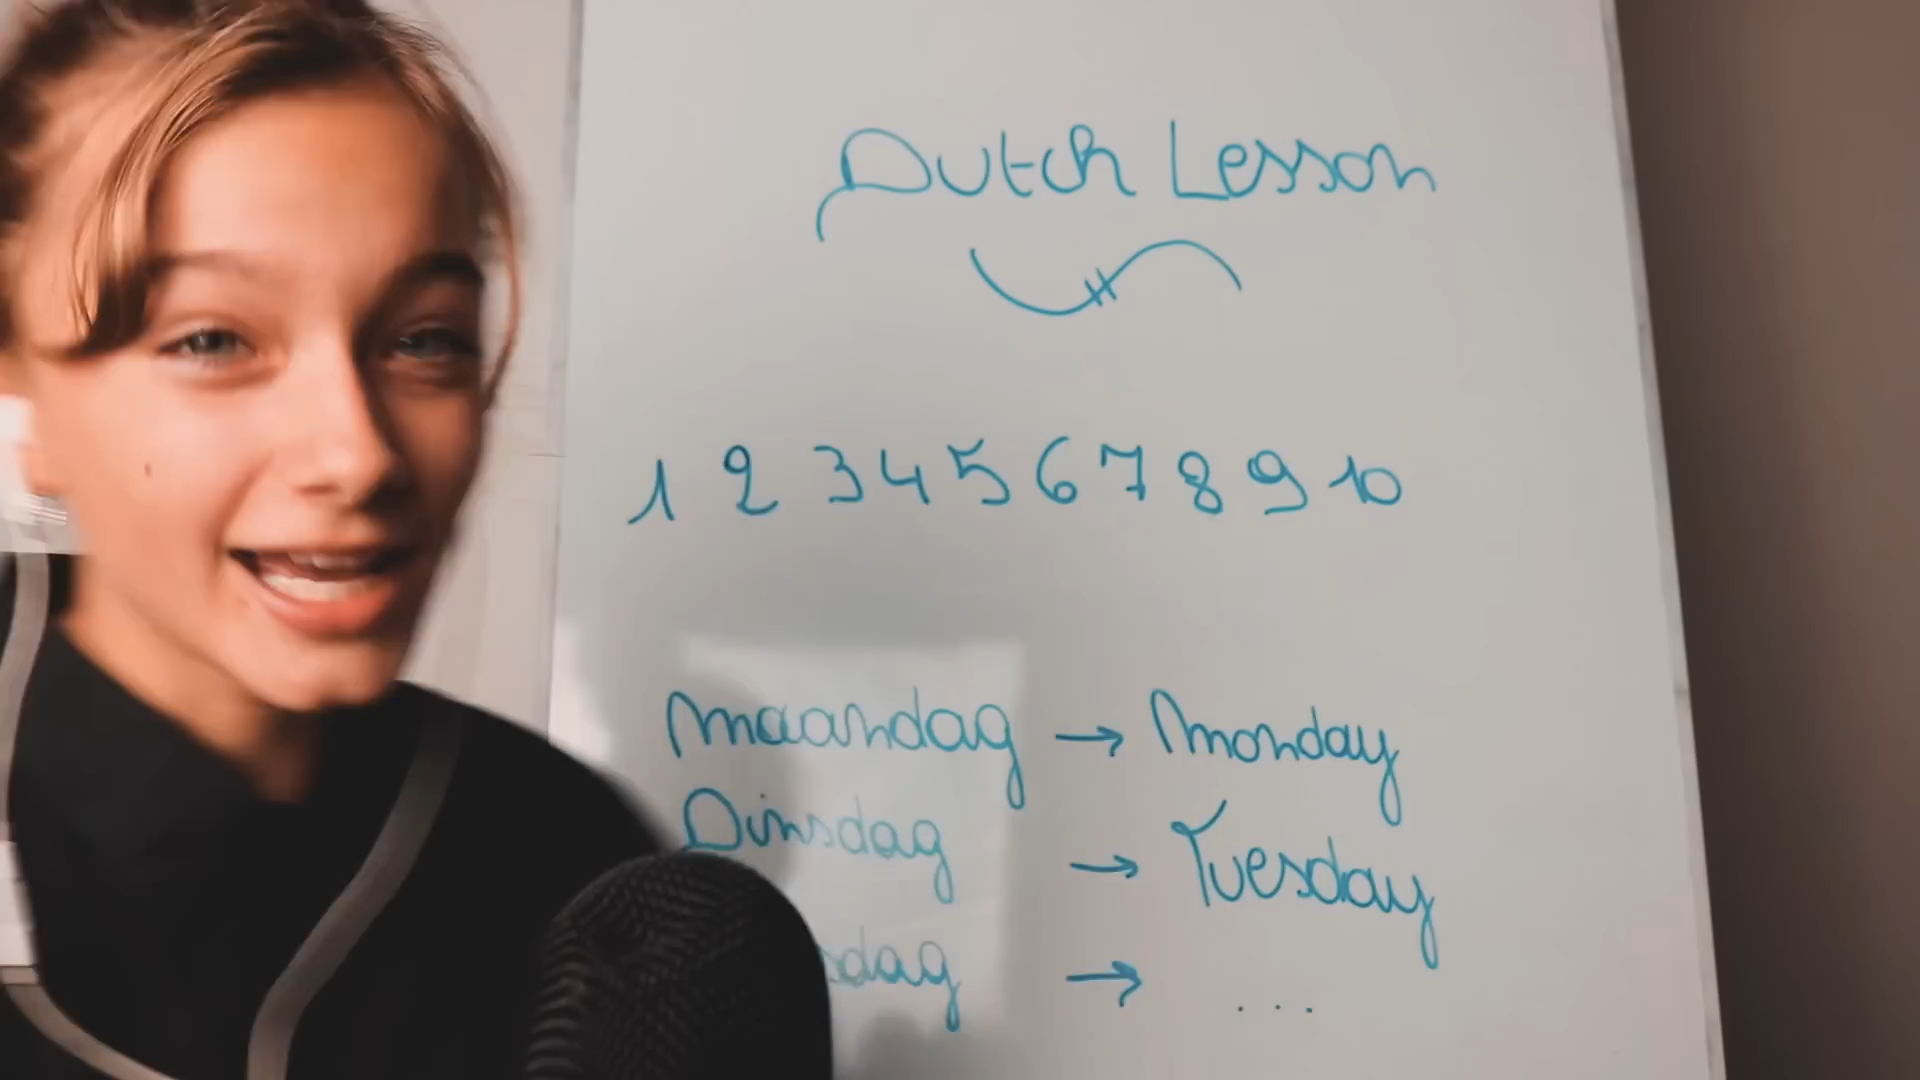 Dutch Lesson
1 2 3 4 5 6 7 8 9 10
Maandag → Monday
Dinsdag → Tuesday
→ ...